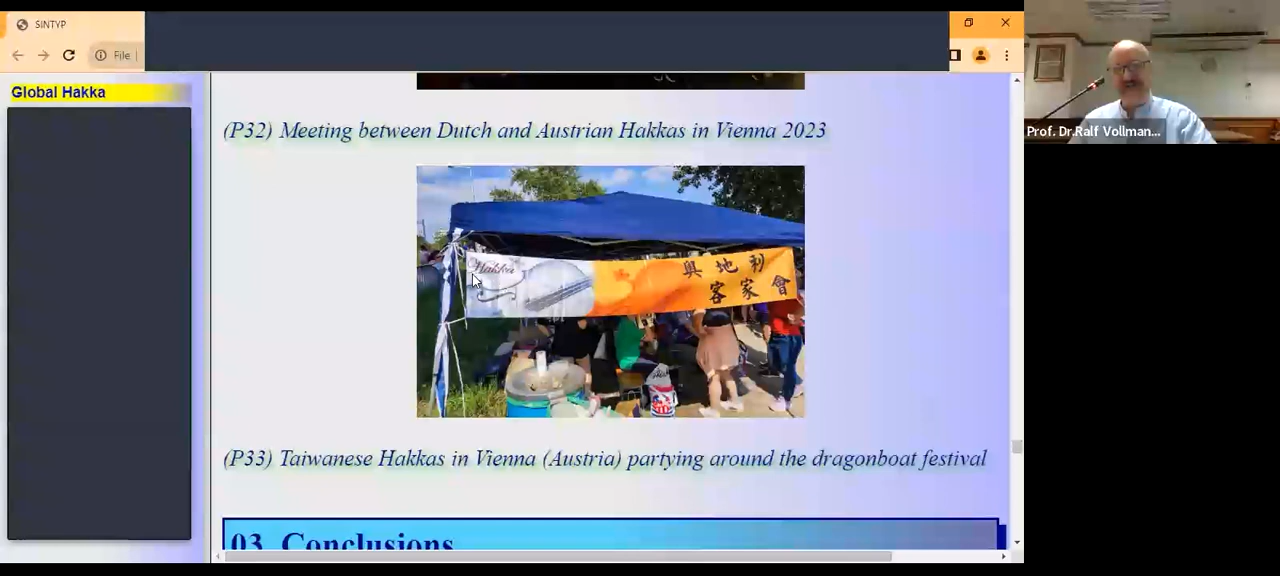 SINTYP
File
Global Hakka
(P32) Meeting between Dutch and Austrian Hakkas in Vienna 2023
Hakka
奥地利
客家會
(P33) Taiwanese Hakkas in Vienna (Austria) partying around the dragonboat festival
03. Conclusions
Prof. Dr.Ralf Vollman...